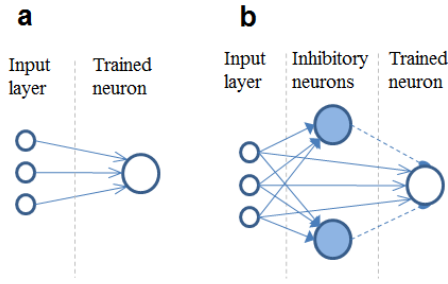 a
Input
layer
Trained
neuron
b
Input
layer
Inhibitory
neurons
Trained
neuron